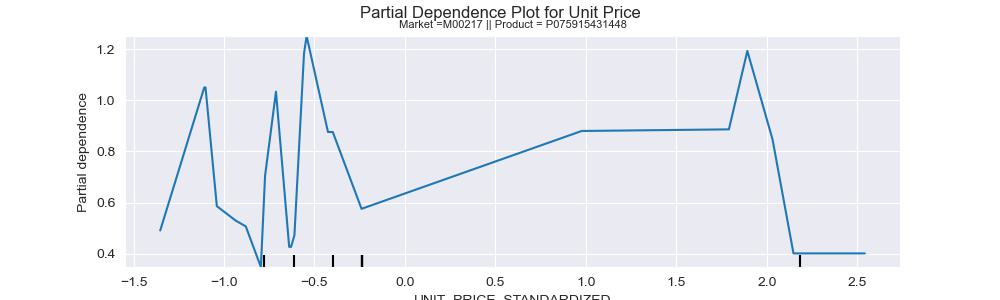 Partial Dependence Plot for Unit Price
Market =M00217 || Product = P075915431448
Partial dependence
1.2
1.0
0.8
0.6
0.4
−1.5 −1.0 −0.5 0.0 0.5 1.0 1.5 2.0 2.5
UNIT_PRICE_STANDARDIZED